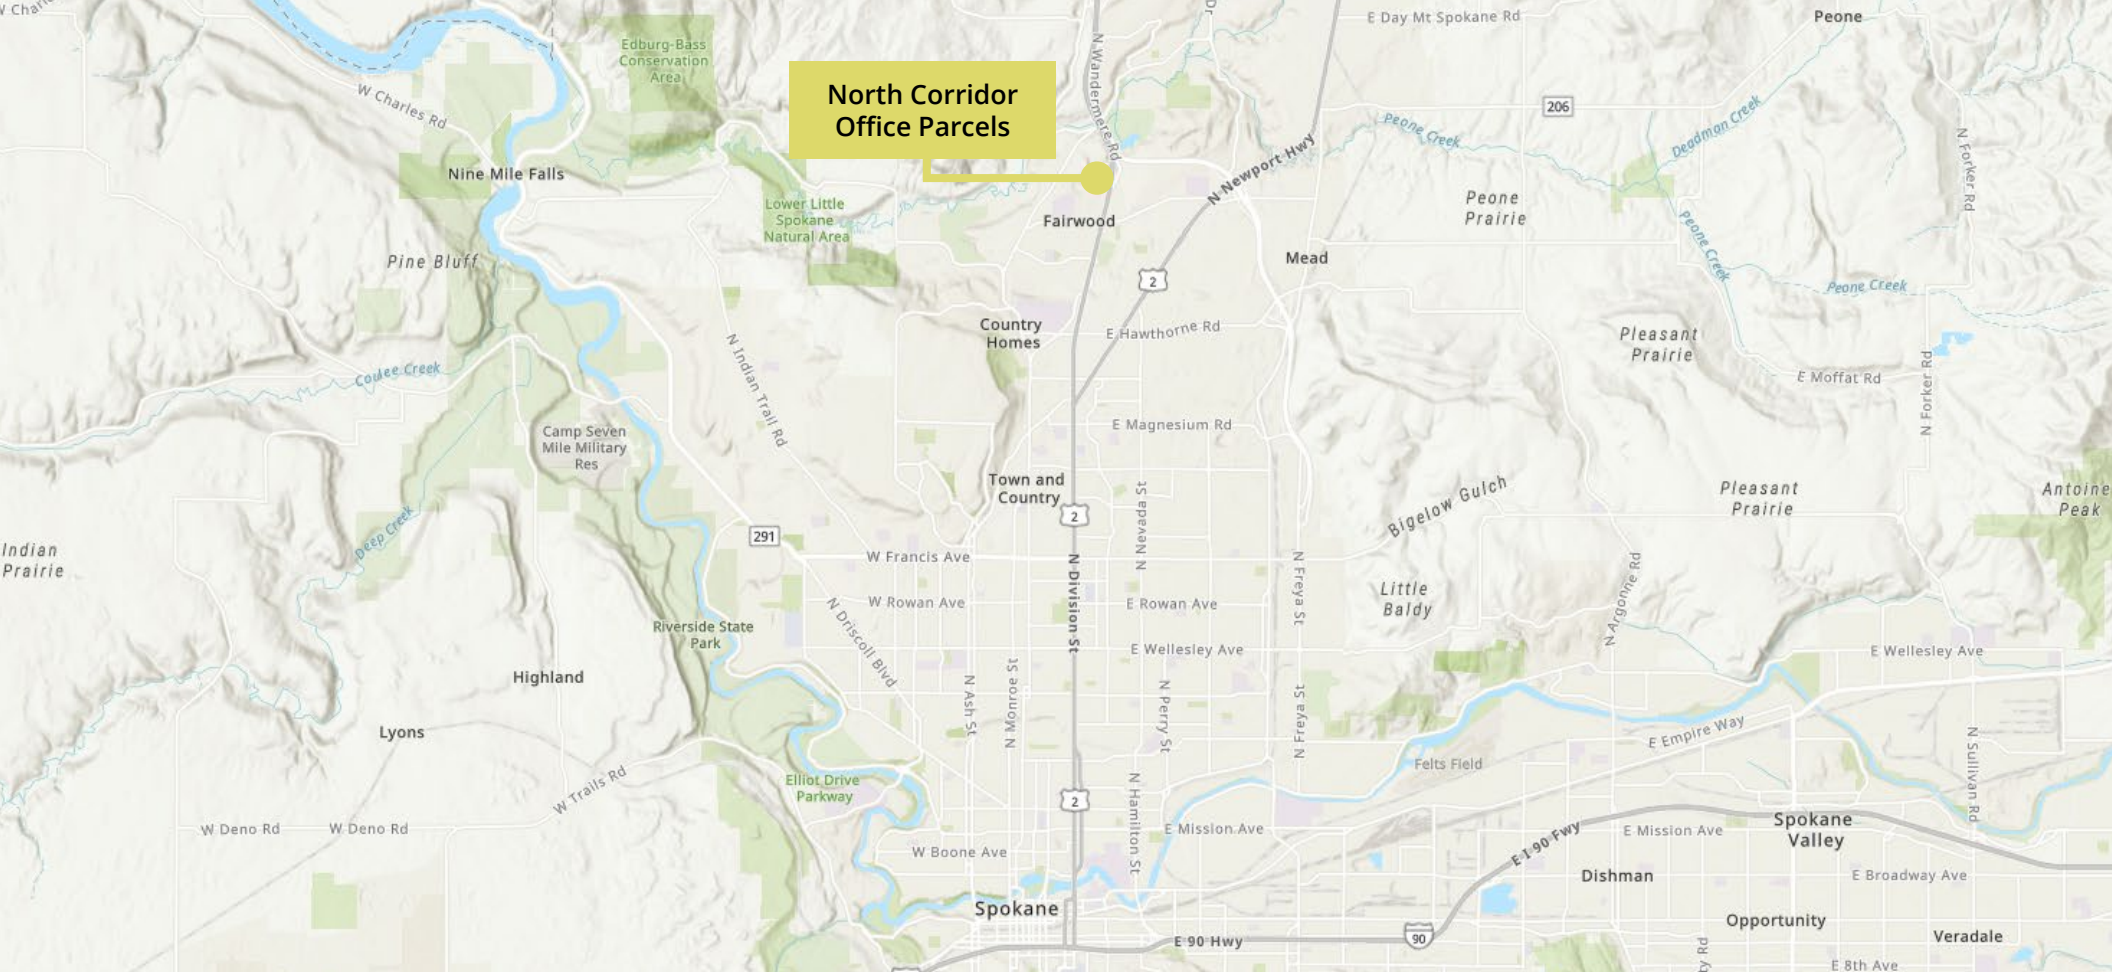 W Charles Rd
Edburg-Bass
Conservation
Area
North Corridor
Office Parcels
N Wandermere Rd
Dr
E Day Mt Spokane Rd
Peone
206
Peone Creek
Deadman Creek
N Forker Rd
Nine Mile Falls
Lower Little
Spokane
Natural Area
Fairwood
N Newport Hwy
Peone
Prairie
Peone Creek
Pine Bluff
2
Mead
Peone Creek
Country
Homes
E Hawthorne Rd
Pleasant
Prairie
Coulee Creek
N Indian Trail Rd
E Moffat Rd
N Forker Rd
Camp Seven
Mile Military
Res
E Magnesium Rd
Town and
Country
2
N Nevada St
Bigelow Gulch
Pleasant
Prairie
Antoine
Peak
Deep Creek
Indian
Prairie
291
W Francis Ave
N Division St
N Freya St
Little
Baldy
N Argonne Rd
W Rowan Ave
E Rowan Ave
N Driscoll Blvd
Riverside State
Park
E Wellesley Ave
E Wellesley Ave
Highland
N Ash St
N Monroe St
N Perry St
N Freya St
Lyons
E Empire Way
N Sullivan Rd
Felts Field
W Trails Rd
Elliot Drive
Parkway
2
N Hamilton St
W Deno Rd
W Deno Rd
E Mission Ave
E I 90 Fwy
E Mission Ave
Spokane
Valley
W Boone Ave
Dishman
E Broadway Ave
Spokane
Opportunity
E 90 Hwy
90
Veradale
ty Rd
E 8th Ave